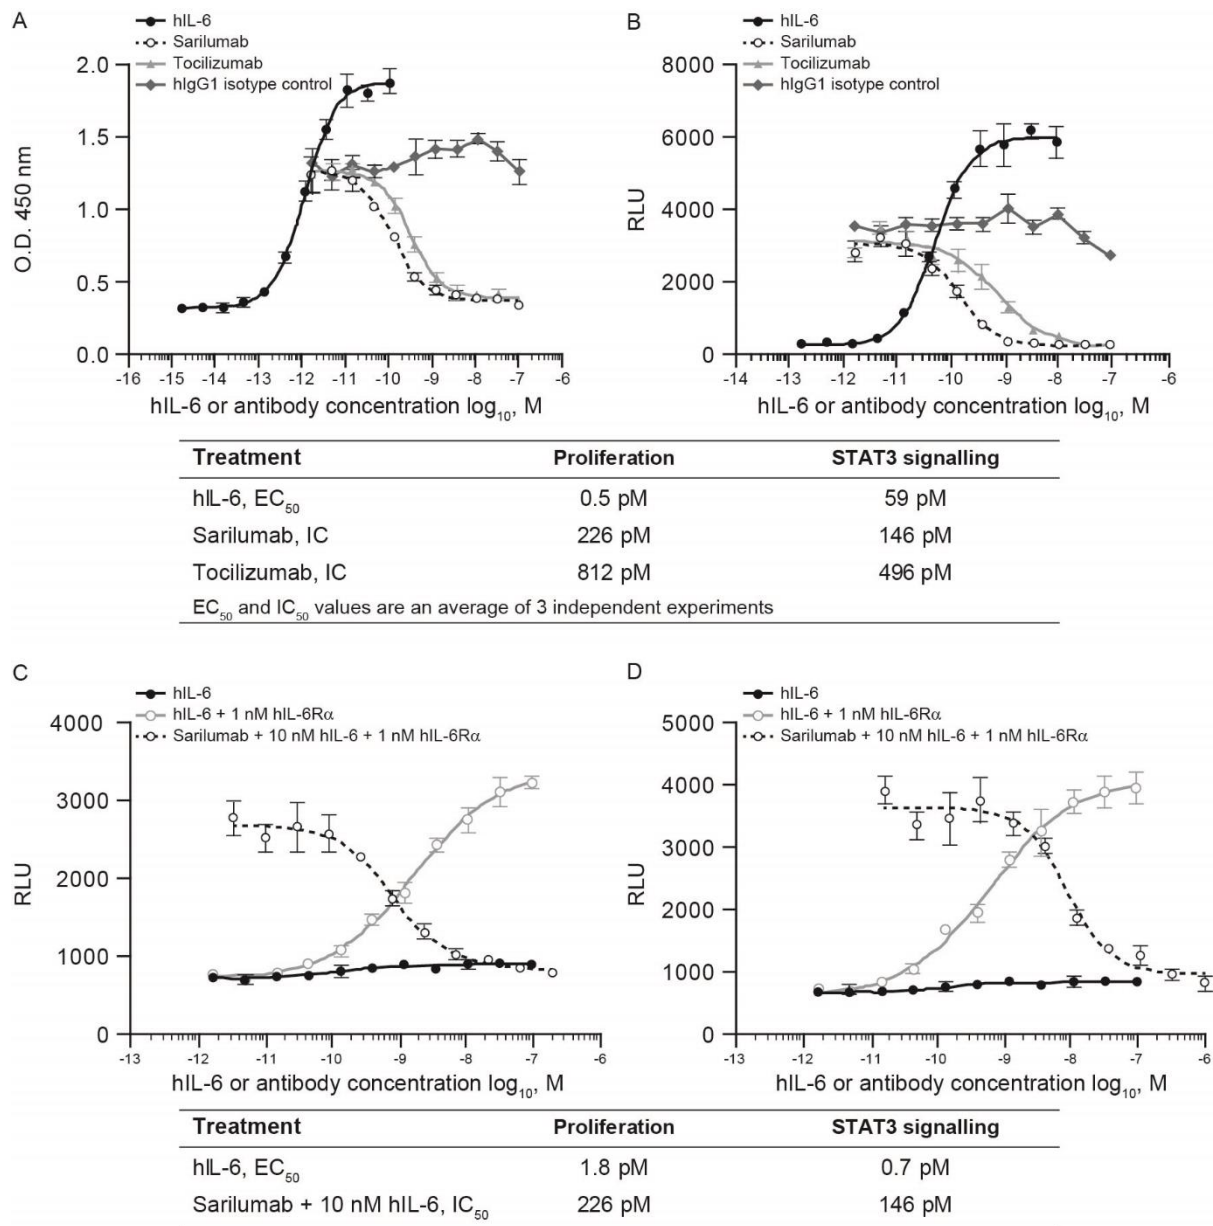 A
hIL-6
Sarilumab
Tocilizumab
hIgG1 isotype control
2.0
1.5
1.0
0.5
0.0
O.D. 450 nm
-16 -15 -14 -13 -12 -11 -10 -9 -8 -7 -6
hIL-6 or antibody concentration log10, M
B
hIL-6
Sarilumab
Tocilizumab
hIgG1 isotype control
8000
6000
4000
2000
0
RLU
-14 -13 -12 -11 -10 -9 -8 -7 -6
hIL-6 or antibody concentration log10, M
Treatment Proliferation STAT3 signalling
hIL-6, EC50 0.5 pM 59 pM
Sarilumab, IC 226 pM 146 pM
Tocilizumab, IC 812 pM 496 pM
EC50 and IC50 values are an average of 3 independent experiments
C
hIL-6
hIL-6 + 1 nM hIL-6Rα
Sarilumab + 10 nM hIL-6 + 1 nM hIL-6Rα
4000
3000
2000
1000
0
RLU
-13 -12 -11 -10 -9 -8 -7 -6
hIL-6 or antibody concentration log10, M
D
hIL-6
hIL-6 + 1 nM hIL-6Rα
Sarilumab + 10 nM hIL-6 + 1 nM hIL-6Rα
5000
4000
3000
2000
1000
0
RLU
-13 -12 -11 -10 -9 -8 -7 -6
hIL-6 or antibody concentration log10, M
Treatment Proliferation STAT3 signalling
hIL-6, EC50 1.8 pM 0.7 pM
Sarilumab + 10 nM hIL-6, IC50 226 pM 146 pM